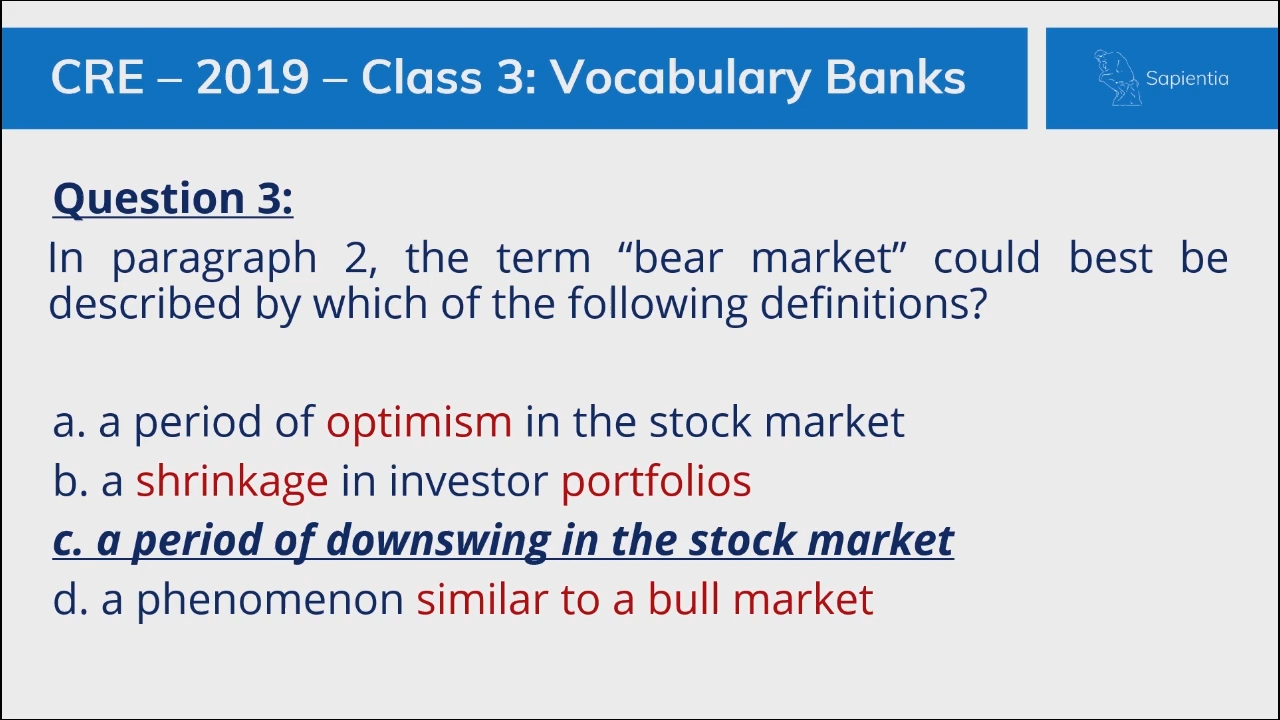 CRE – 2019 – Class 3: Vocabulary Banks
Sapientia
Question 3:
In paragraph 2, the term “bear market” could best be
described by which of the following definitions?
a. a period of optimism in the stock market
b. a shrinkage in investor portfolios
c. a period of downswing in the stock market
d. a phenomenon similar to a bull market